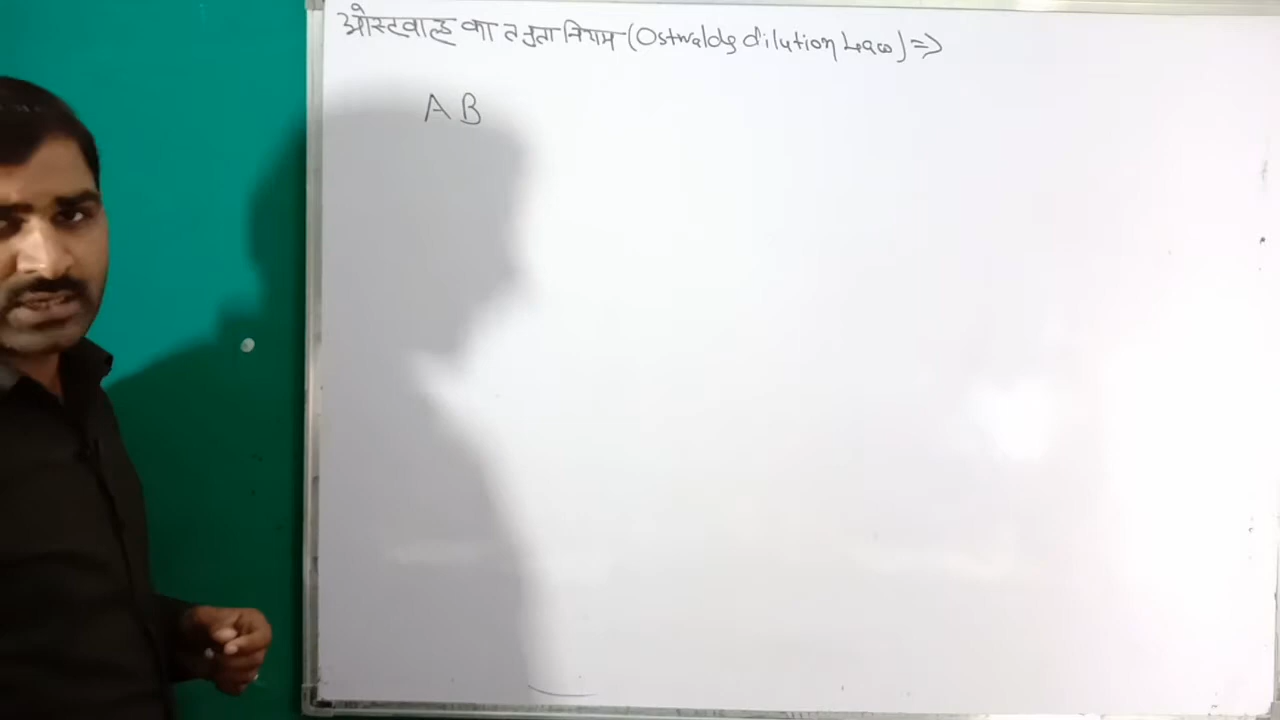 ओस्टवाल्ड का तनुता नियम (Ostwalds dilution Law) =>
A B